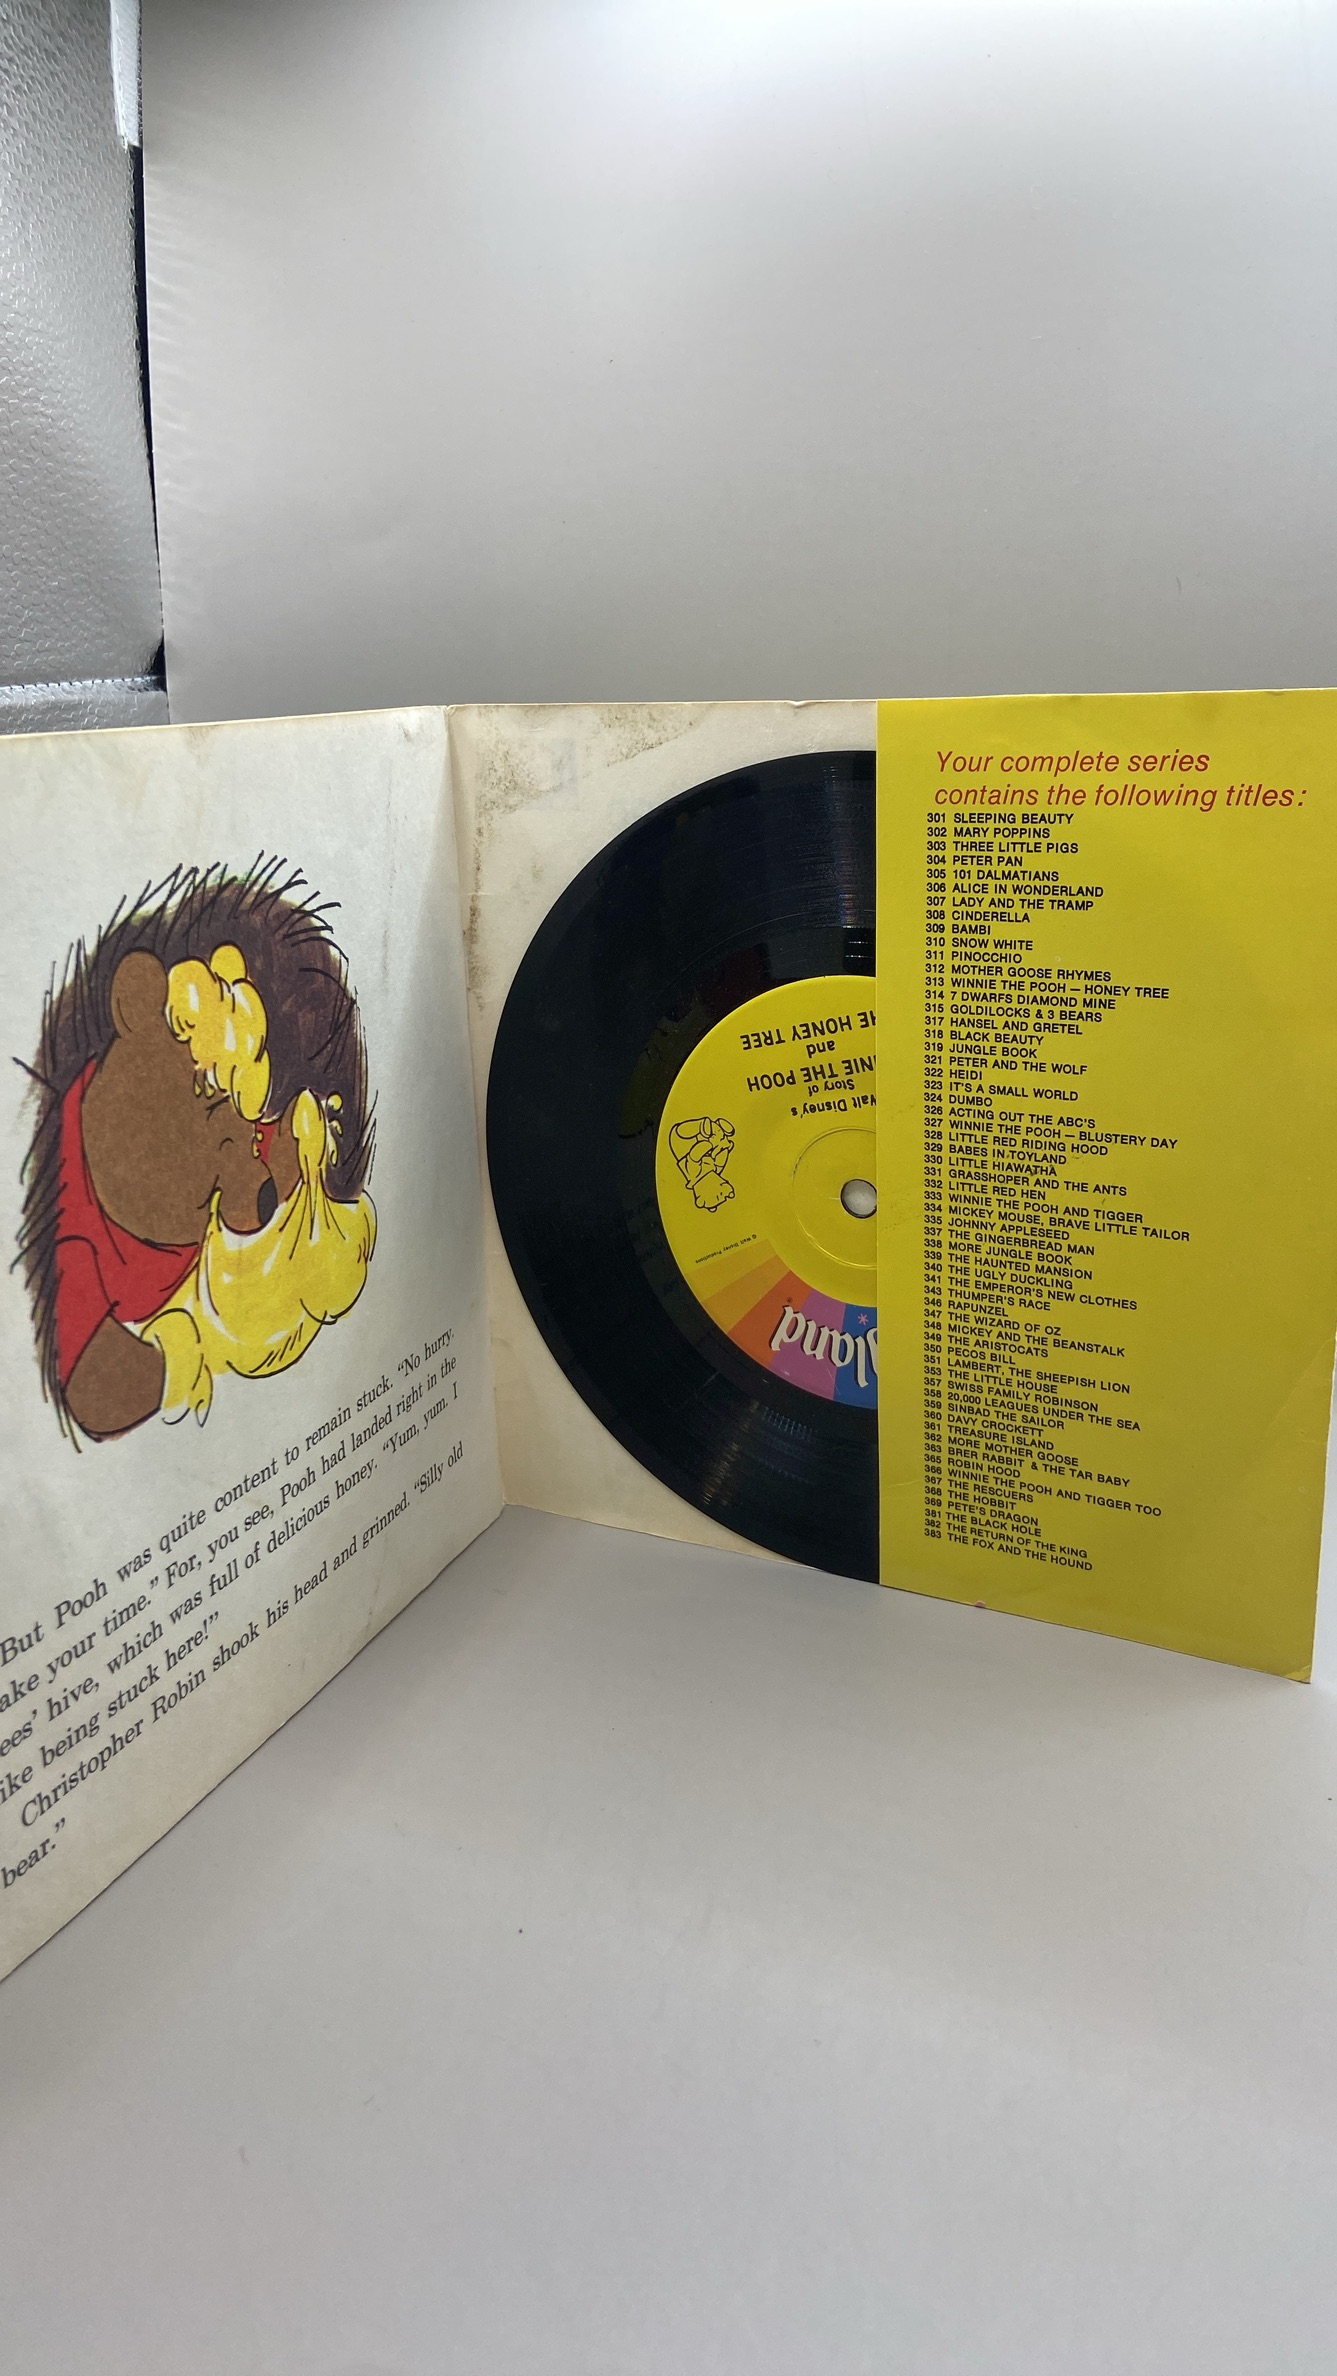 But Pooh was quite content to remain stuck. “No hurry.
ake your time.” For, you see, Pooh had landed right in the
ees’ hive, which was full of delicious honey. “Yum, yum. I
ike being stuck here!”
Christopher Robin shook his head and grinned. “Silly old
bear.”
Walt Disney's
Story of
NIE THE POOH
and
HE HONEY TREE
© Walt Disney Productions
yland
Your complete series
contains the following titles:
301 SLEEPING BEAUTY
302 MARY POPPINS
303 THREE LITTLE PIGS
304 PETER PAN
305 101 DALMATIANS
306 ALICE IN WONDERLAND
307 LADY AND THE TRAMP
308 CINDERELLA
309 BAMBI
310 SNOW WHITE
311 PINOCCHIO
312 MOTHER GOOSE RHYMES
313 WINNIE THE POOH — HONEY TREE
314 7 DWARFS DIAMOND MINE
315 GOLDILOCKS & 3 BEARS
317 HANSEL AND GRETEL
318 BLACK BEAUTY
319 JUNGLE BOOK
321 PETER AND THE WOLF
322 HEIDI
323 IT'S A SMALL WORLD
324 DUMBO
326 ACTING OUT THE ABC'S
327 WINNIE THE POOH — BLUSTERY DAY
328 LITTLE RED RIDING HOOD
329 BABES IN TOYLAND
330 LITTLE HIAWATHA
331 GRASSHOPER AND THE ANTS
332 LITTLE RED HEN
333 WINNIE THE POOH AND TIGGER
334 MICKEY MOUSE, BRAVE LITTLE TAILOR
335 JOHNNY APPLESEED
337 THE GINGERBREAD MAN
338 MORE JUNGLE BOOK
339 THE HAUNTED MANSION
340 THE UGLY DUCKLING
341 THE EMPEROR'S NEW CLOTHES
343 THUMPER'S RACE
346 RAPUNZEL
347 THE WIZARD OF OZ
348 MICKEY AND THE BEANSTALK
349 THE ARISTOCATS
350 PECOS BILL
351 LAMBERT, THE SHEEPISH LION
353 THE LITTLE HOUSE
357 SWISS FAMILY ROBINSON
358 20,000 LEAGUES UNDER THE SEA
359 SINBAD THE SAILOR
360 DAVY CROCKETT
361 TREASURE ISLAND
362 MORE MOTHER GOOSE
363 BRER RABBIT & THE TAR BABY
365 ROBIN HOOD
366 WINNIE THE POOH AND TIGGER TOO
367 THE RESCUERS
368 THE HOBBIT
369 PETE'S DRAGON
381 THE BLACK HOLE
382 THE RETURN OF THE KING
383 THE FOX AND THE HOUND